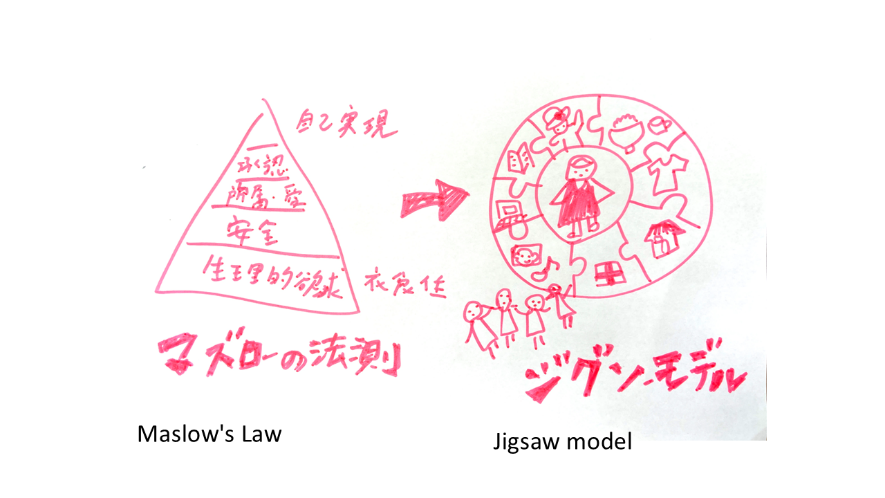 自己実現
承認
所属・愛
安全
生理的欲求
衣食住
マズローの法則
ジグソーモデル
Maslow's Law
Jigsaw model